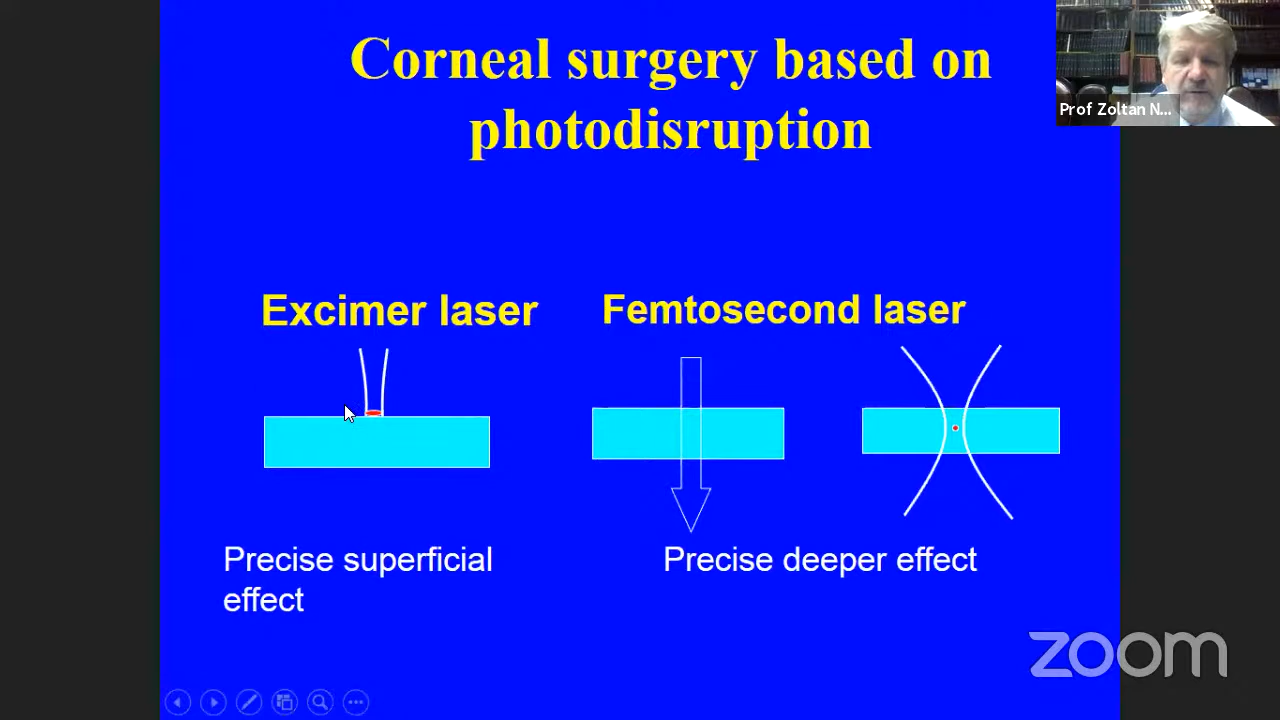 Corneal surgery based on
photodisruption
Prof Zoltan N...
Excimer laser
Femtosecond laser
Precise superficial
effect
Precise deeper effect
zoom